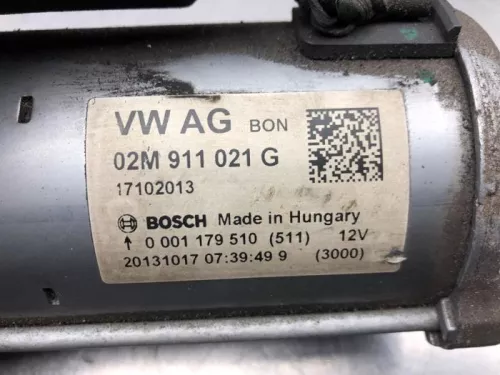 VW AG BON
02M 911 021 G
17102013
BOSCH Made in Hungary
↑ 0 001 179 510 (511) 12V
20131017 07:39:49 9 (3000)